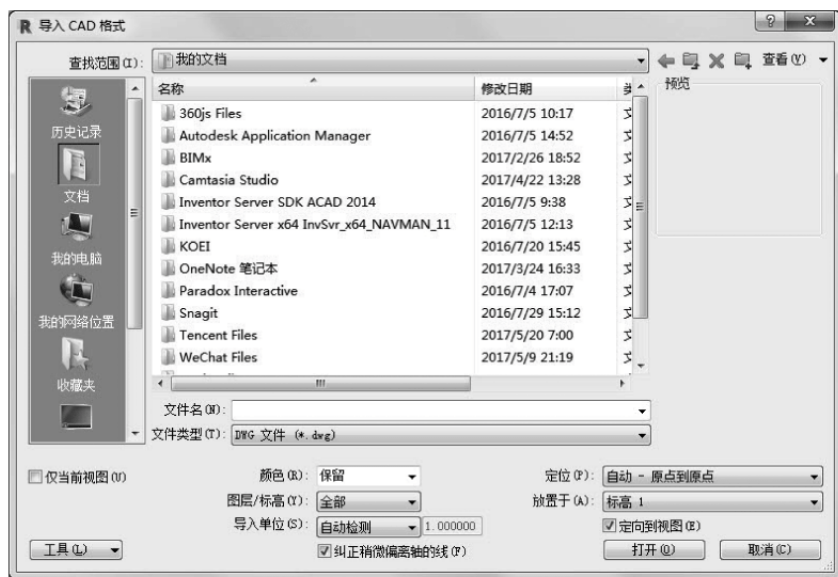 R 导入 CAD 格式
查找范围(I): 我的文档 查看(V)
历史记录
文档
我的电脑
我的网络位置
收藏夹
名称 修改日期
360js Files 2016/7/5 10:17
Autodesk Application Manager 2016/7/5 14:52
BIMx 2017/2/26 18:52
Camtasia Studio 2017/4/22 13:28
Inventor Server SDK ACAD 2014 2016/7/5 9:38
Inventor Server x64 InvSvr_x64_NAVMAN_11 2016/7/5 12:13
KOEI 2016/7/20 15:45
OneNote 笔记本 2017/3/24 16:33
Paradox Interactive 2016/7/4 17:07
Snagit 2016/7/29 15:12
Tencent Files 2017/5/20 7:00
WeChat Files 2017/5/9 21:19
预览
文件名(N):
文件类型(T): DWG 文件 (*.dwg)
仅当前视图(U) 颜色(R): 保留 定位(P): 自动 - 原点到原点
图层/标高(Y): 全部 放置于(A): 标高 1
导入单位(S): 自动检测 1.000000 定向到视图(E)
工具(L) 纠正稍微偏离轴的线(F) 打开(O) 取消(C)